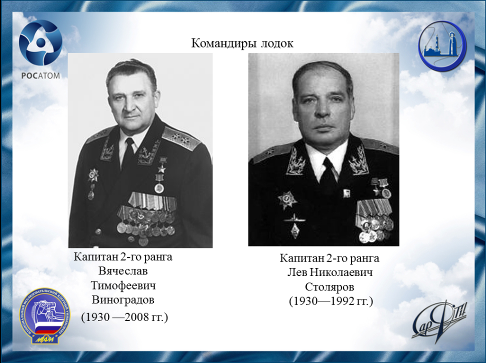 Командиры лодок
РОСАТОМ
Капитан 2-го ранга
Вячеслав
Тимофеевич
Виноградов
(1930 —2008 гг.)
Капитан 2-го ранга
Лев Николаевич
Столяров
(1930—1992 гг.)
СарФТИ